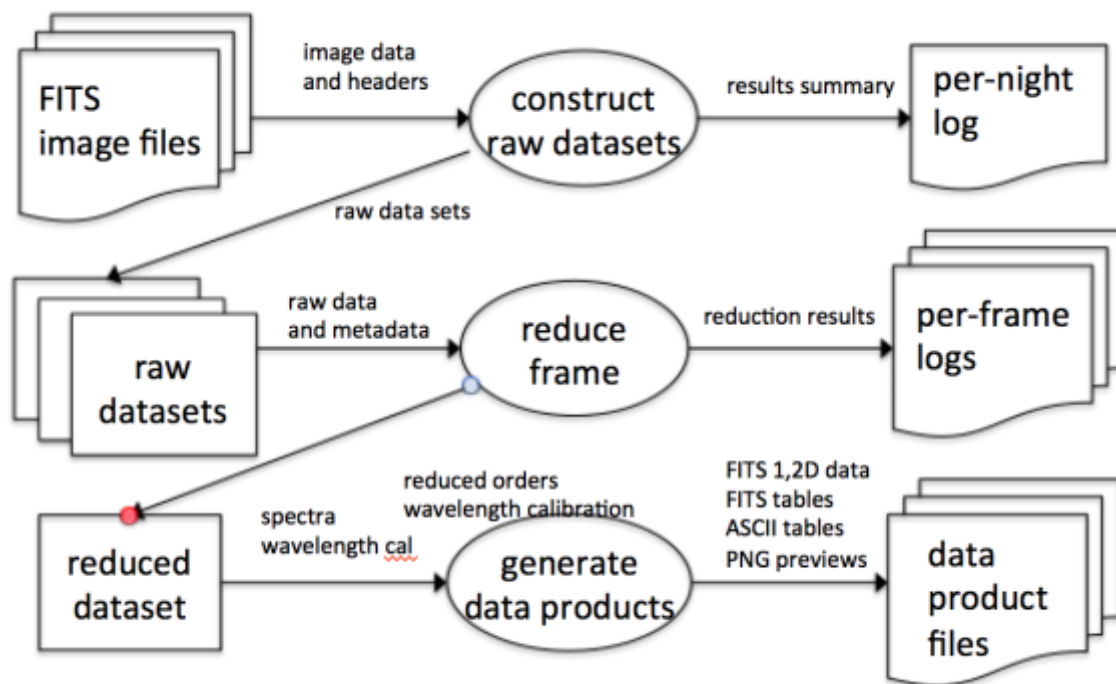 FITS
image files
image data
and headers
construct
raw datasets
results summary
per-night
log
raw data sets
raw
datasets
raw data
and metadata
reduce
frame
reduction results
per-frame
logs
reduced
dataset
spectra
wavelength cal
reduced orders
wavelength calibration
generate
data products
FITS 1,2D data
FITS tables
ASCII tables
PNG previews
data
product
files